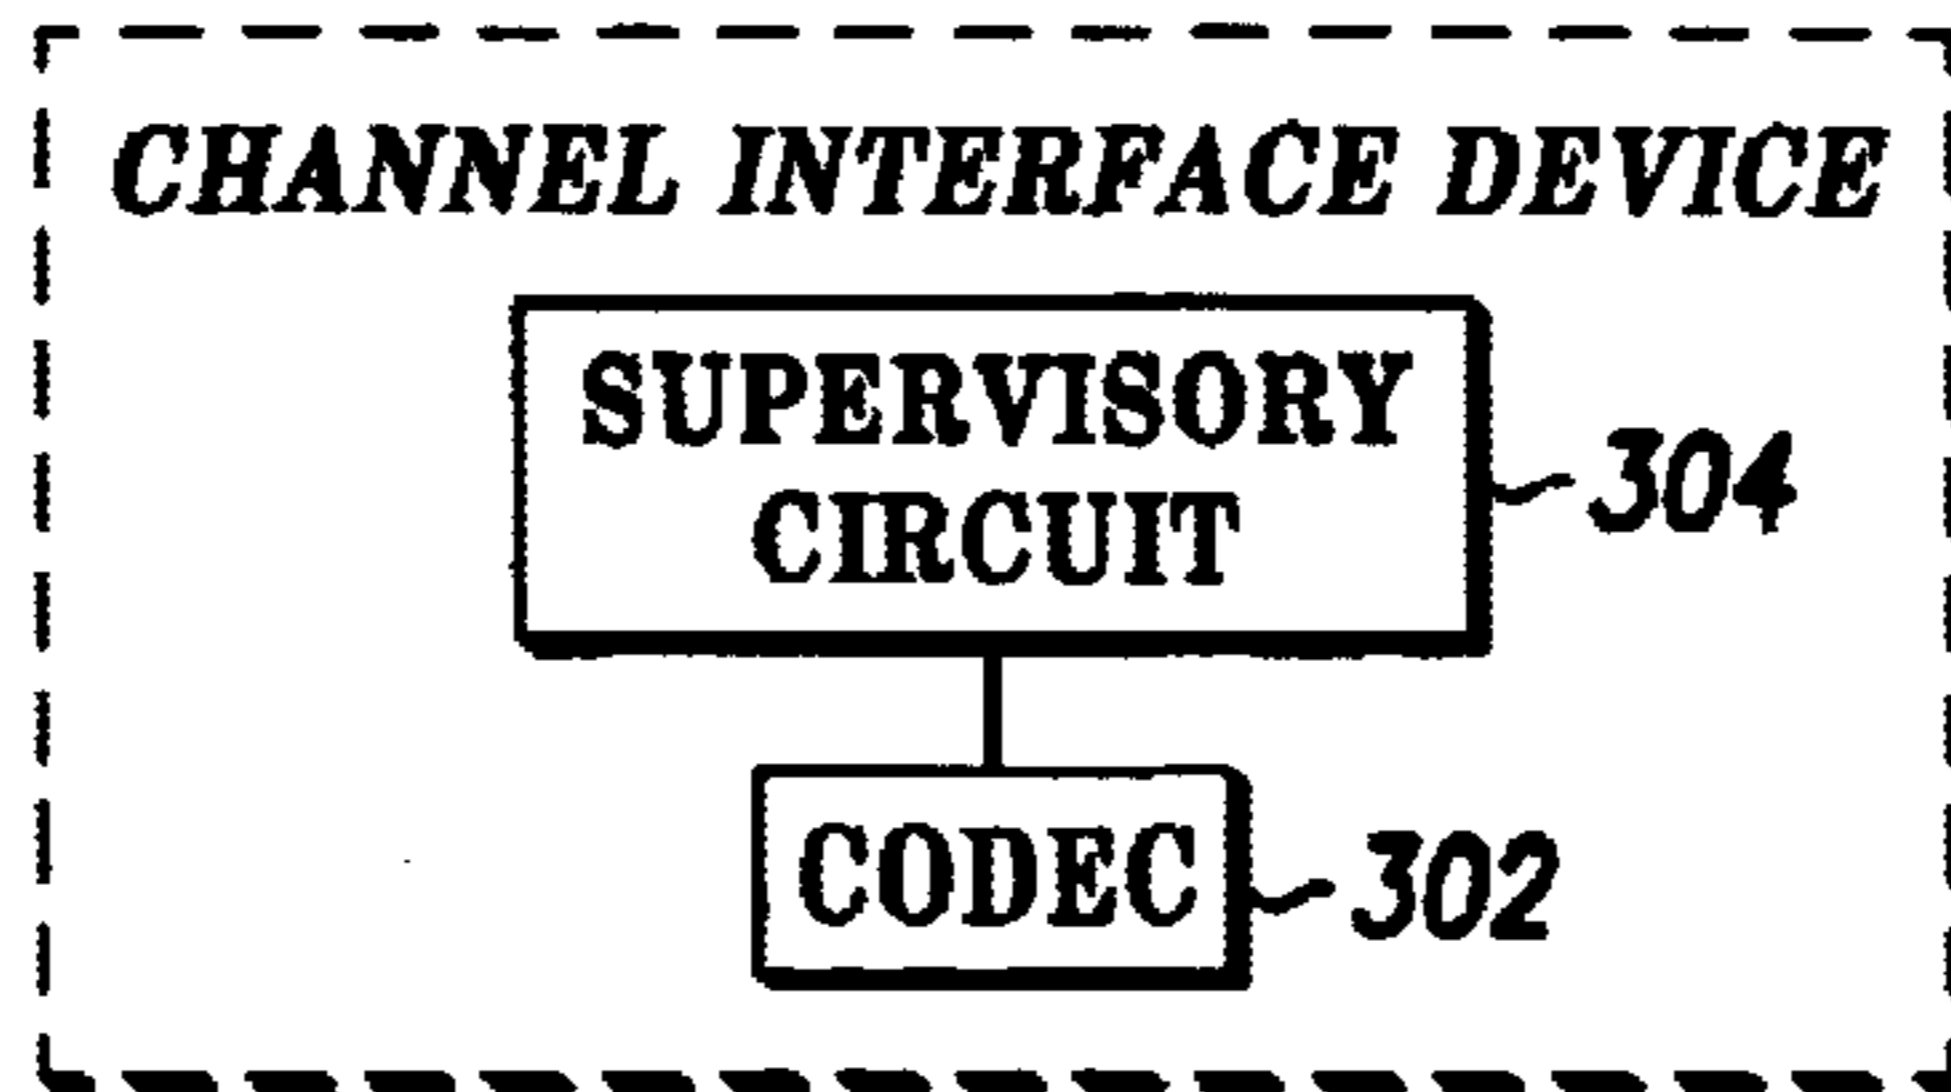 CHANNEL INTERFACE DEVICE
SUPERVISORY
CIRCUIT
304
CODEC
302